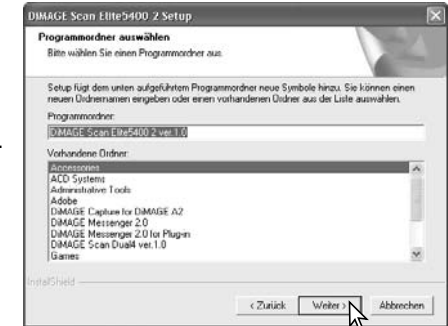 DiMAGE Scan Elite5400 2 Setup
Programmordner auswählen
Bitte wählen Sie einen Programmordner aus.
Setup fügt dem unten aufgeführtem Programmordner neue Symbole hinzu. Sie können einen
neuen Ordnernamen eingeben oder einen vorhandenen Ordner aus der Liste auswählen.
Programmordner:
DiMAGE Scan Elite5400 2 ver.1.0
Vorhandene Ordner:
Accessories
ACD Systems
Administrative Tools
Adobe
DiMAGE Capture for DiMAGE A2
DiMAGE Messenger 2.0
DiMAGE Messenger 2.0 for Plug-in
DiMAGE Scan Dual4 ver.1.0
Games
InstallShield
< Zurück
Weiter >
Abbrechen